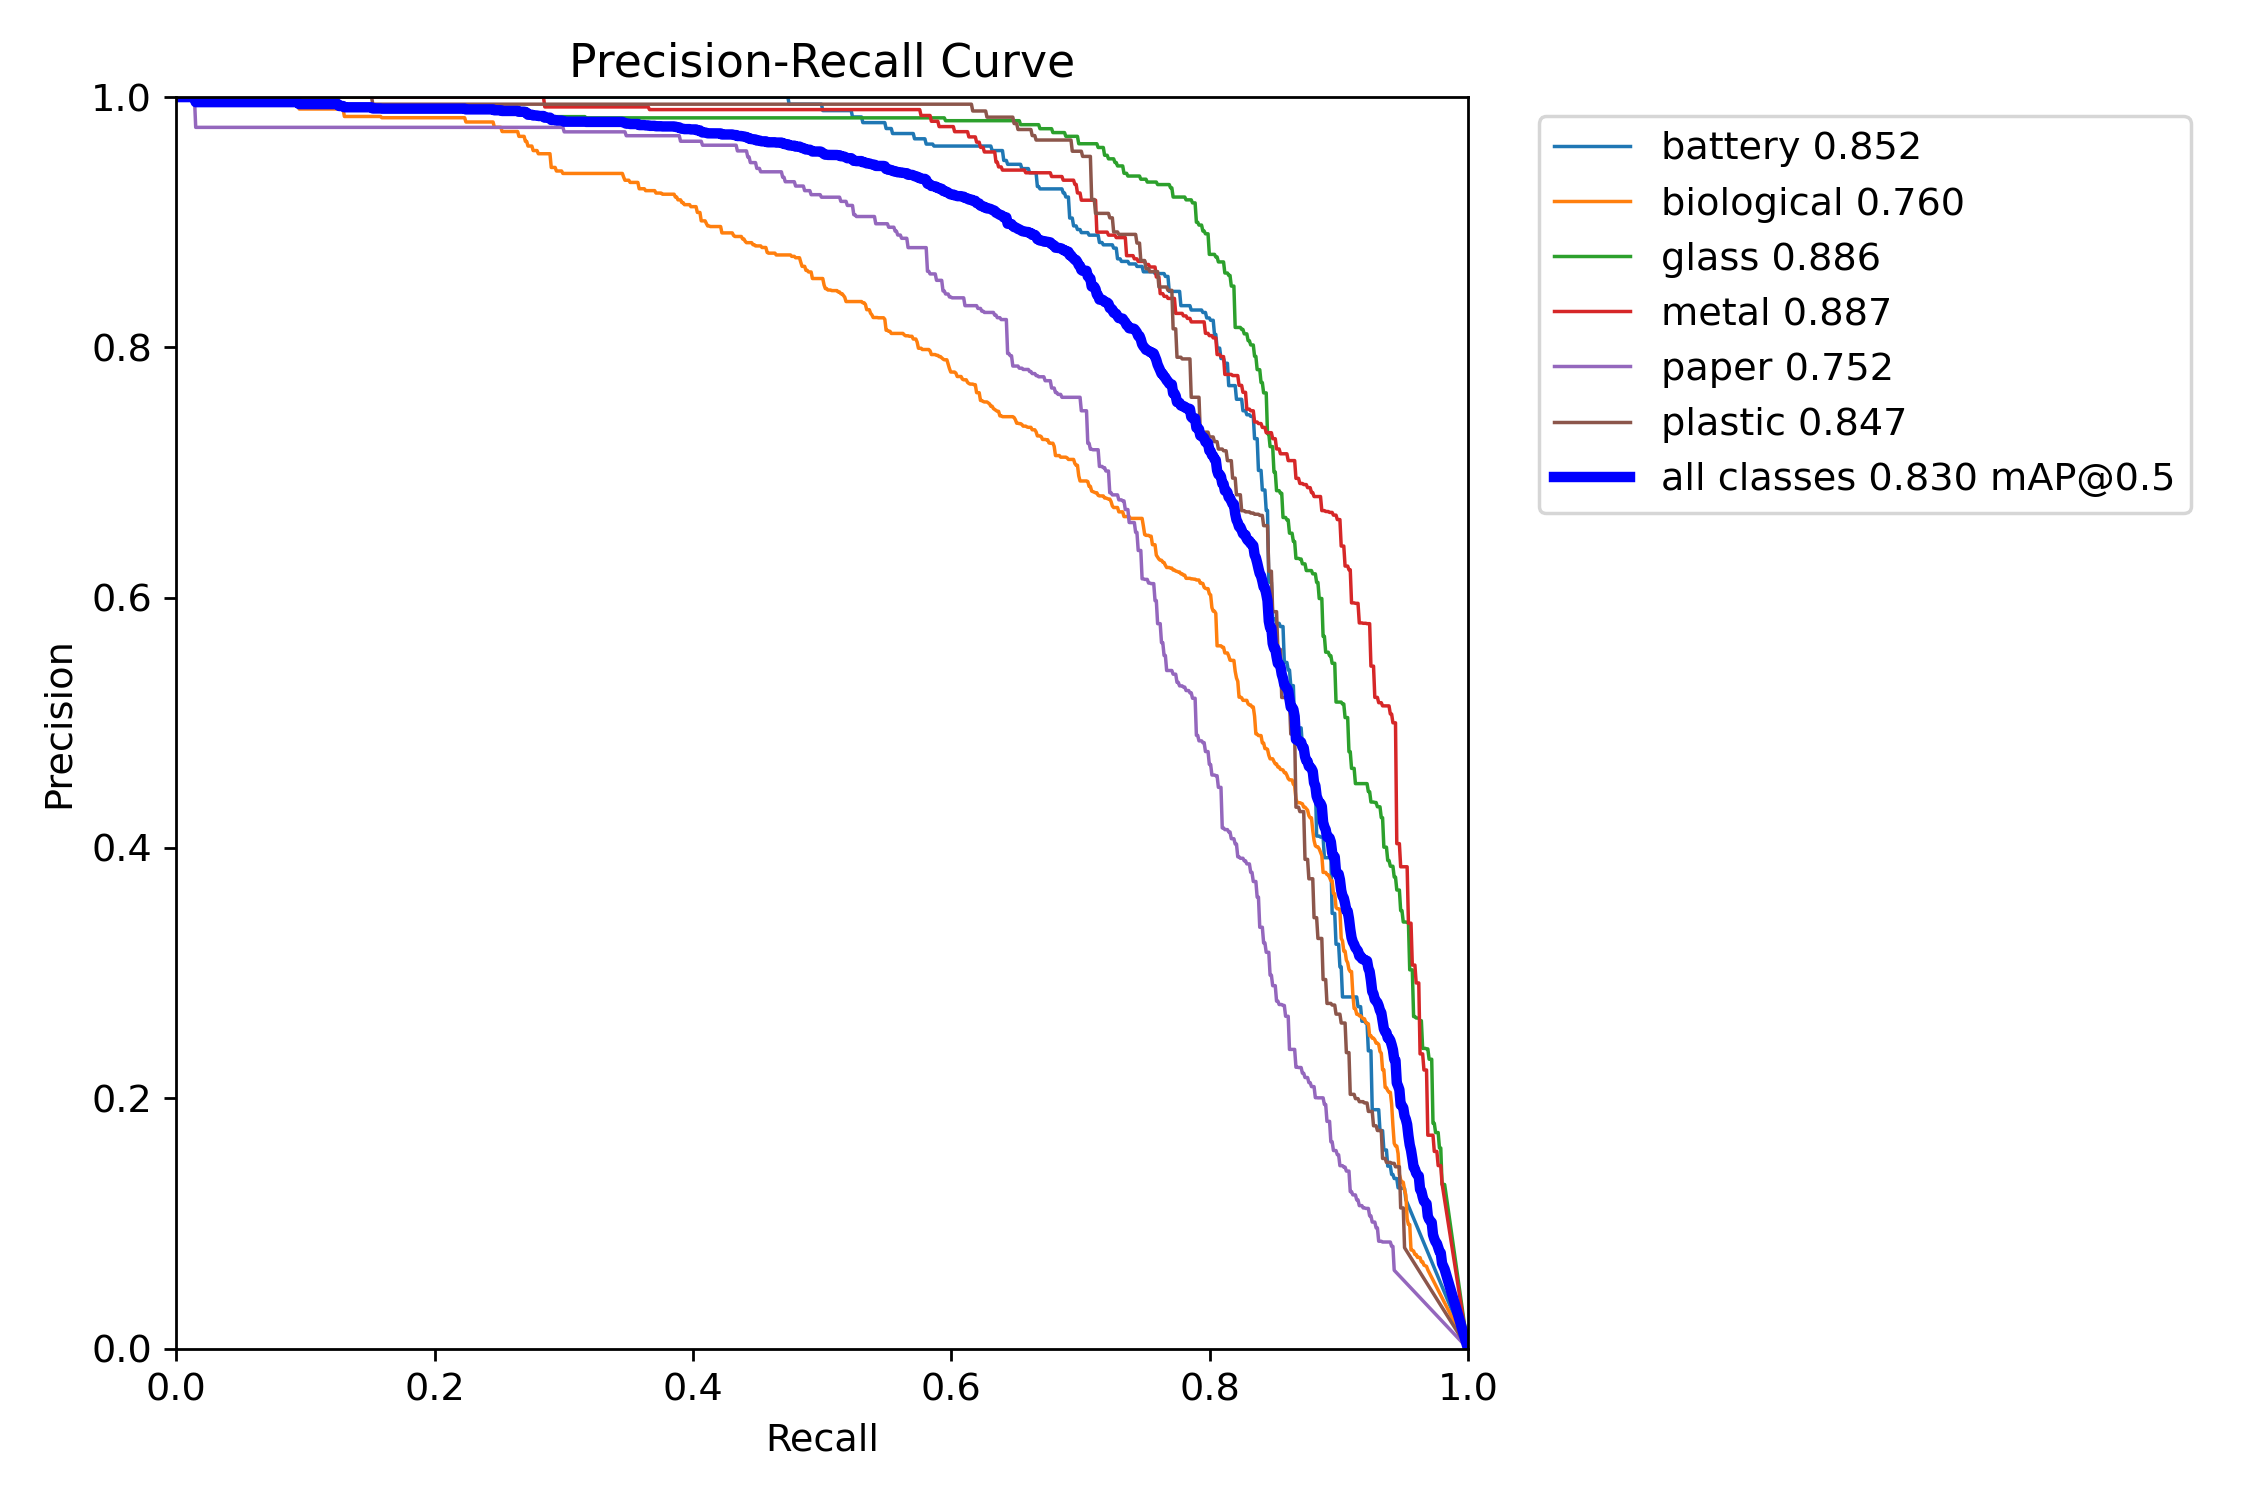 Precision-Recall Curve
1.0
0.8
0.6
0.4
0.2
0.0
Precision
0.0 0.2 0.4 0.6 0.8 1.0
Recall
battery 0.852
biological 0.760
glass 0.886
metal 0.887
paper 0.752
plastic 0.847
all classes 0.830 mAP@0.5